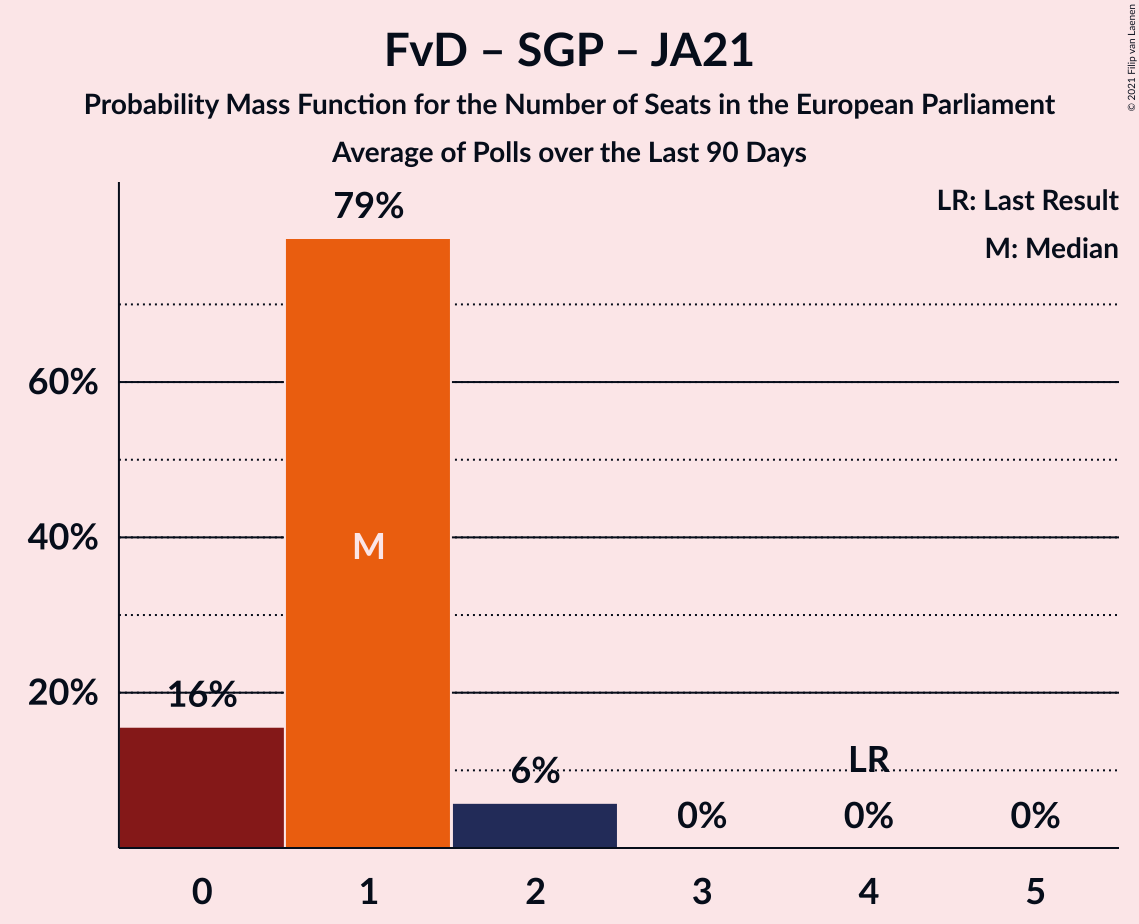 FvD – SGP – JA21
Probability Mass Function for the Number of Seats in the European Parliament
Average of Polls over the Last 90 Days
© 2021 Filip van Laenen
LR: Last Result
M: Median
79%
60%
M
40%
20%
16%
6%
LR
0%
0%
0%
0
1
2
3
4
5